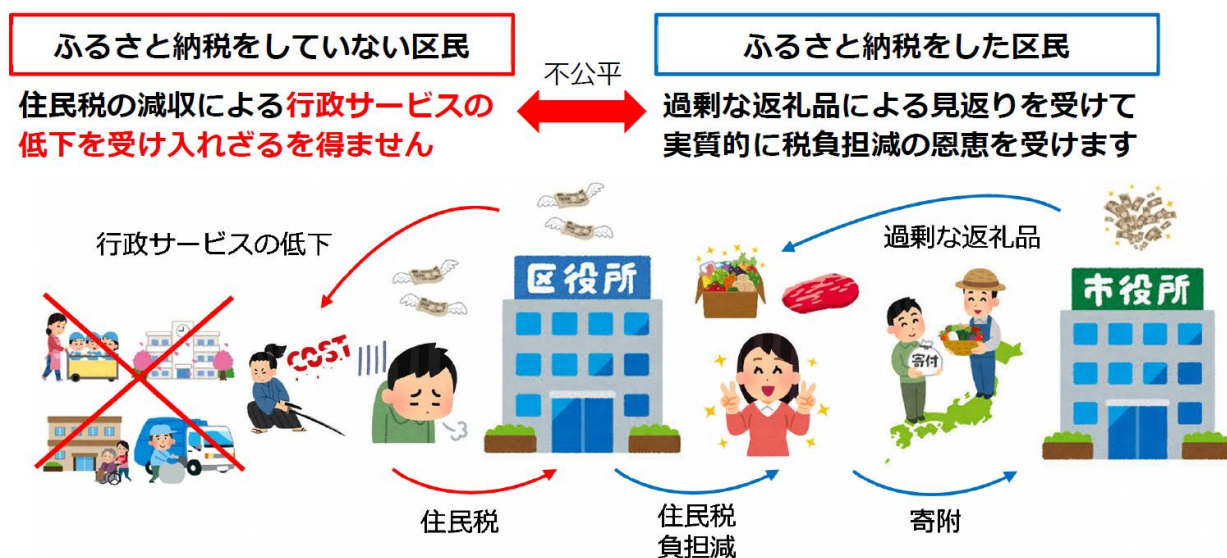 ふるさと納税をしていない区民
不公平
ふるさと納税をした区民
住民税の減収による行政サービスの
低下を受け入れざるを得ません
過剰な返礼品による見返りを受けて
実質的に税負担減の恩恵を受けます
行政サービスの低下
過剰な返礼品
区役所
市役所
COST
寄付
住民税
住民税
負担減
寄附